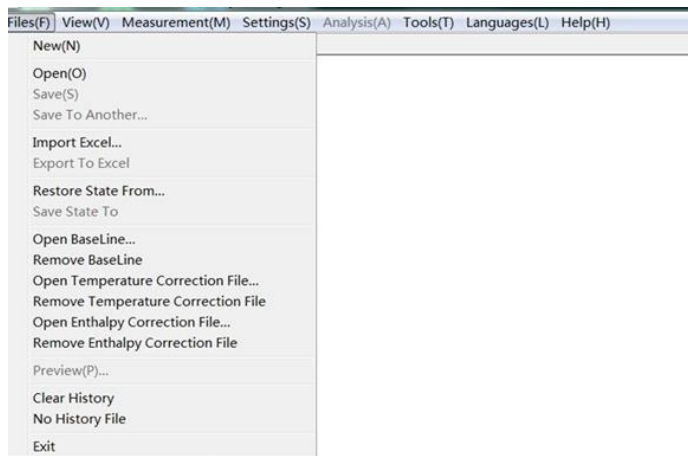 Files(F) View(V) Measurement(M) Settings(S) Analysis(A) Tools(T) Languages(L) Help(H)
New(N)
Open(O)
Save(S)
Save To Another...
Import Excel...
Export To Excel
Restore State From...
Save State To
Open BaseLine...
Remove BaseLine
Open Temperature Correction File...
Remove Temperature Correction File
Open Enthalpy Correction File...
Remove Enthalpy Correction File
Preview(P)...
Clear History
No History File
Exit